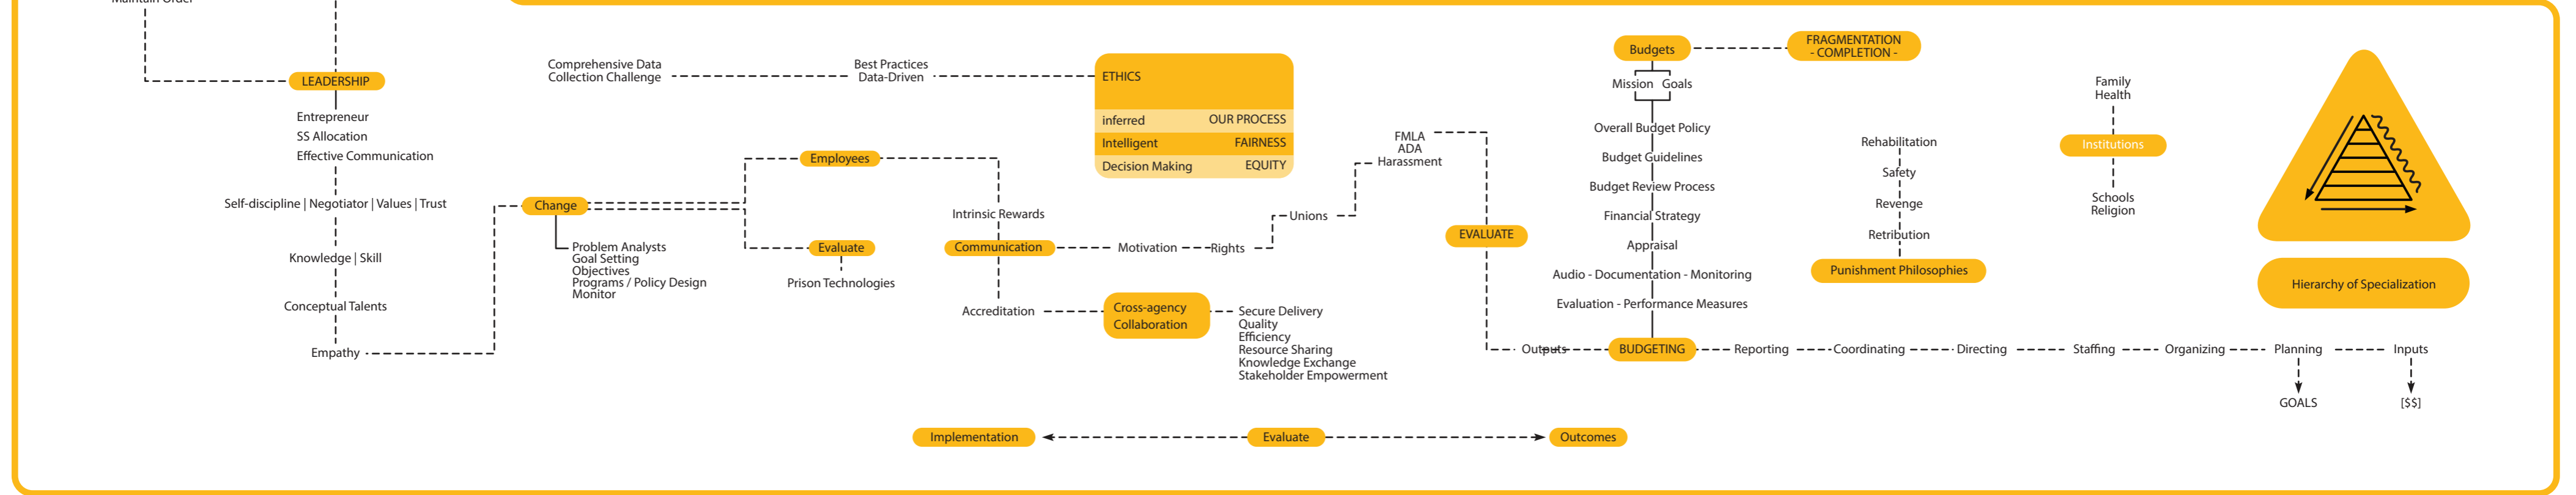 Maintain Order
LEADERSHIP
Entrepreneur
SS Allocation
Effective Communication
Self-discipline | Negotiator | Values | Trust
Knowledge | Skill
Conceptual Talents
Empathy
Comprehensive Data
Collection Challenge
Best Practices
Data-Driven
ETHICS
inferred OUR PROCESS
Intelligent FAIRNESS
Decision Making EQUITY
Change
Problem Analysts
Goal Setting
Objectives
Programs / Policy Design
Monitor
Employees
Evaluate
Prison Technologies
Intrinsic Rewards
Communication
Motivation
Rights
Unions
FMLA
ADA
Harassment
Accreditation
Cross-agency
Collaboration
Secure Delivery
Quality
Efficiency
Resource Sharing
Knowledge Exchange
Stakeholder Empowerment
EVALUATE
Budgets
FRAGMENTATION
- COMPLETION -
Mission Goals
Overall Budget Policy
Budget Guidelines
Budget Review Process
Financial Strategy
Appraisal
Audio - Documentation - Monitoring
Evaluation - Performance Measures
Outputs
BUDGETING
Reporting
Coordinating
Directing
Staffing
Organizing
Planning
Inputs
GOALS
[$$]
Rehabilitation
Safety
Revenge
Retribution
Punishment Philosophies
Family
Health
Institutions
Schools
Religion
Hierarchy of Specialization
Implementation
Evaluate
Outcomes